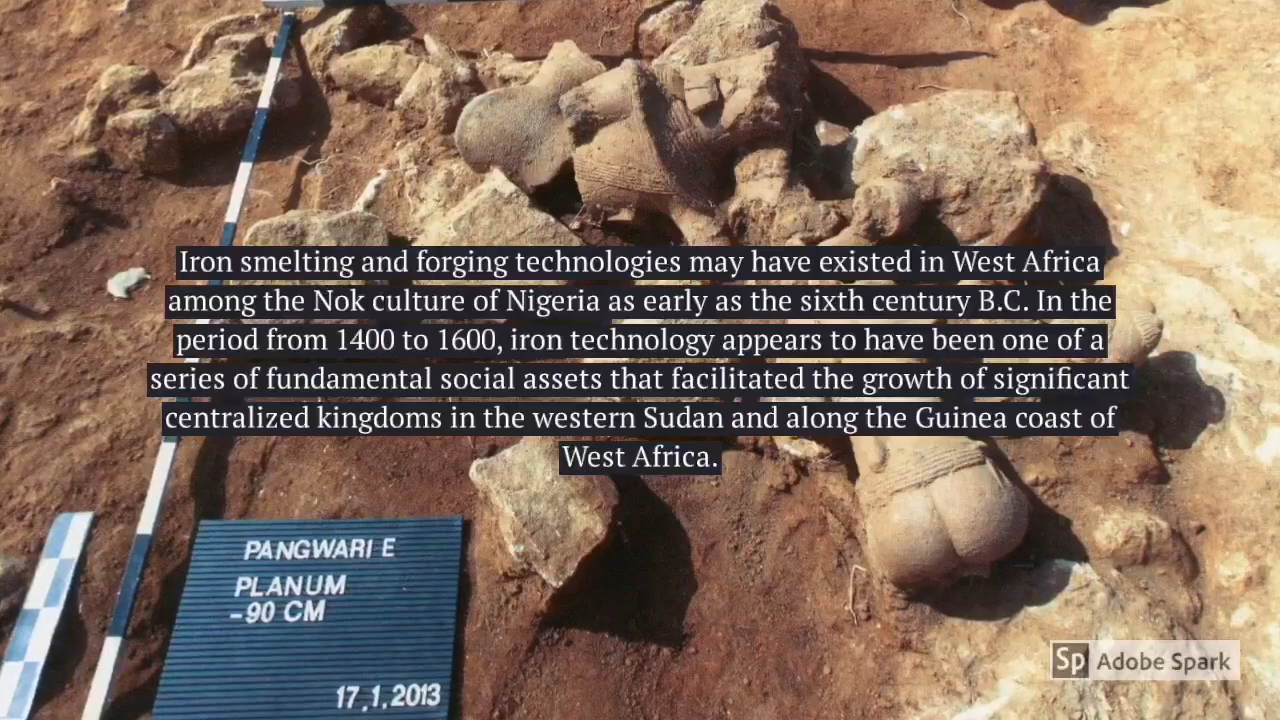 Iron smelting and forging technologies may have existed in West Africa
among the Nok culture of Nigeria as early as the sixth century B.C. In the
period from 1400 to 1600, iron technology appears to have been one of a
series of fundamental social assets that facilitated the growth of significant
centralized kingdoms in the western Sudan and along the Guinea coast of
West Africa.
PANGWARI E
PLANUM
-90 CM
17.1.2013
Sp Adobe Spark